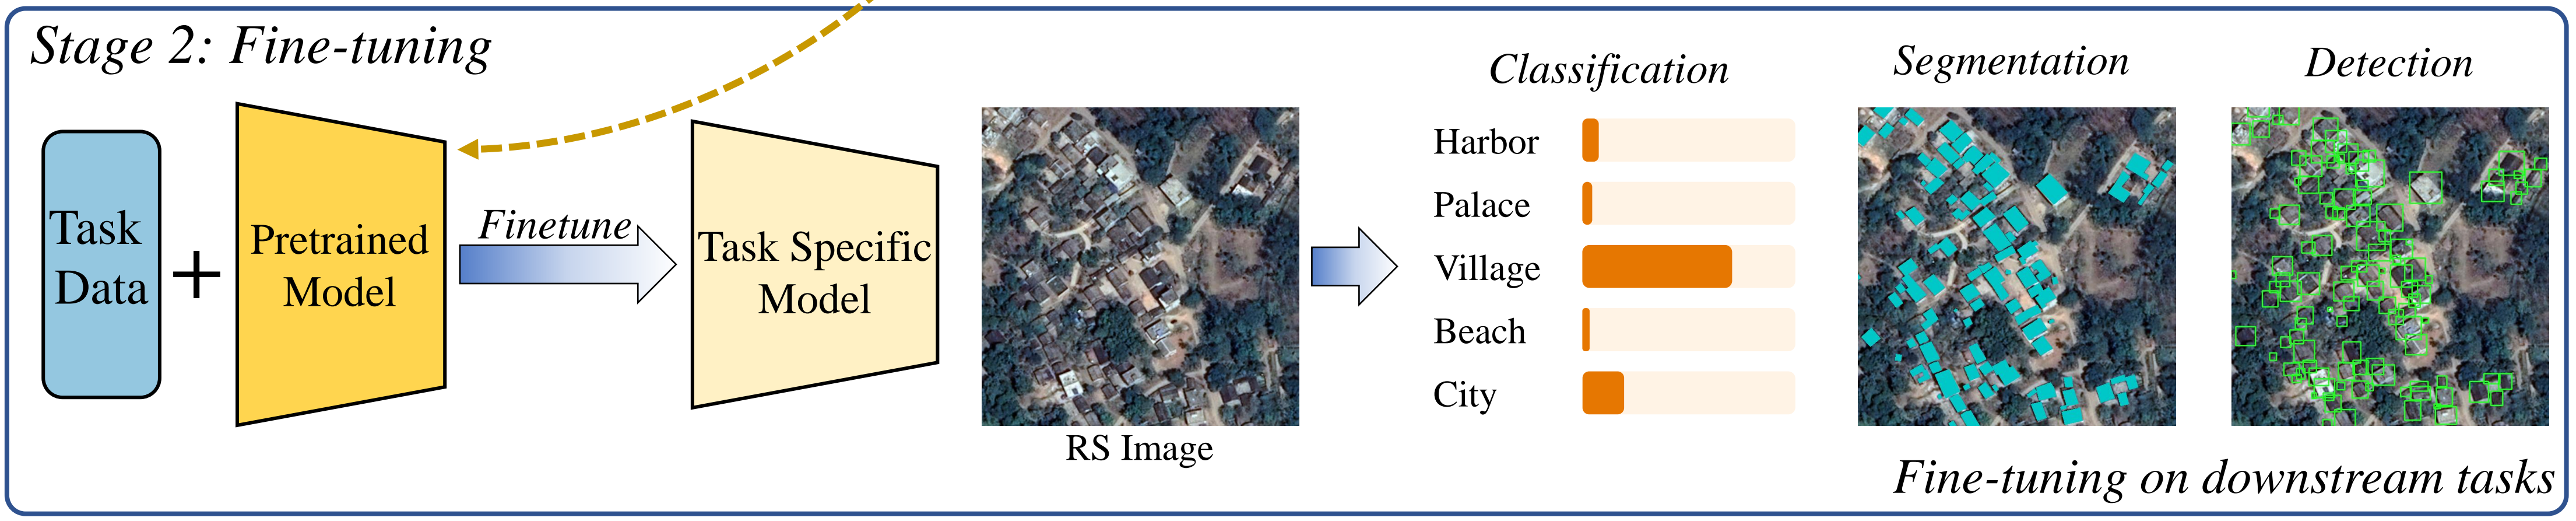 Stage 2: Fine-tuning
Task
Data
+
Pretrained
Model
Finetune
Task Specific
Model
RS Image
Classification
Harbor
Palace
Village
Beach
City
Segmentation
Detection
Fine-tuning on downstream tasks